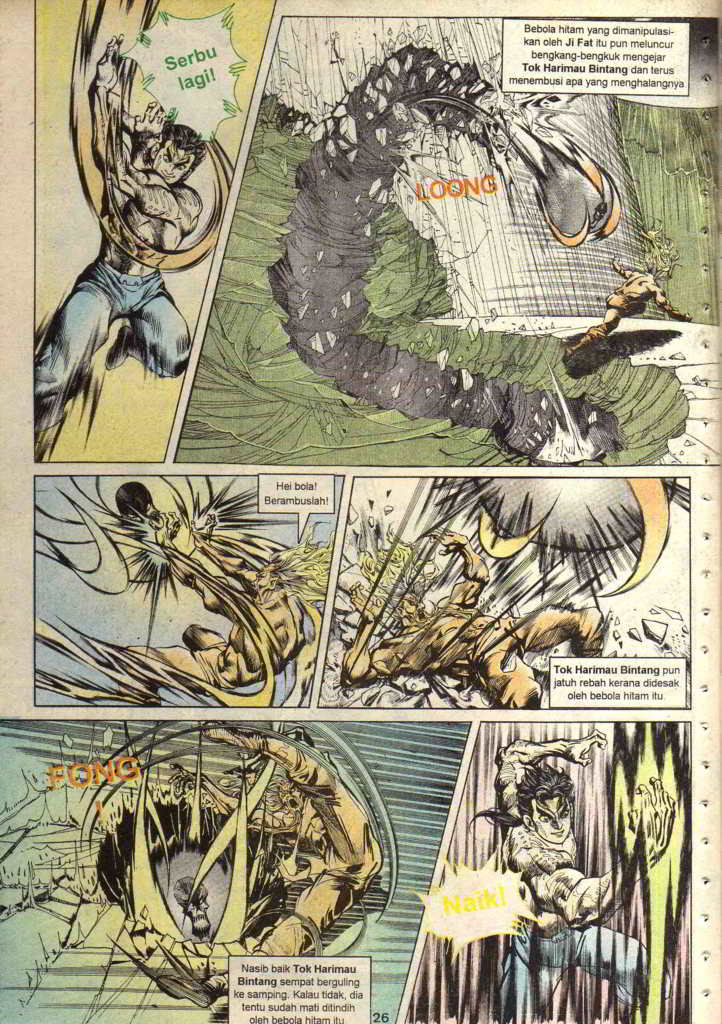 Serbu
lagi!
Bebola hitam yang dimanipulasi-
kan oleh Ji Fat itu pun meluncur
bengkang-bengkuk mengejar
Tok Harimau Bintang dan terus
menembusi apa yang menghalangnya
LOONG
Hei bola!
Berambuslah!
Tok Harimau Bintang pun
jatuh rebah kerana didesak
oleh bebola hitam itu.
FONG
!
Nasib baik Tok Harimau
Bintang sempat berguling
ke samping. Kalau tidak, dia
tentu sudah mati ditindih
oleh bebola hitam itu.
Naik!
26